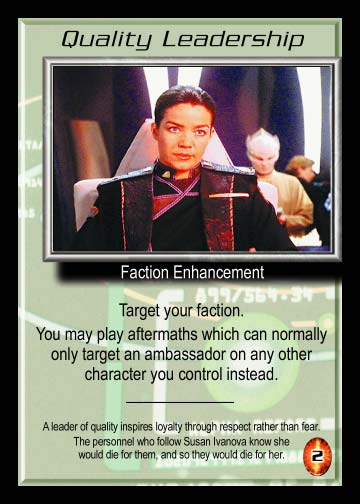 Quality Leadership
Faction Enhancement
Target your faction.
You may play aftermaths which can normally
only target an ambassador on any other
character you control instead.
A leader of quality inspires loyalty through respect rather than fear.
The personnel who follow Susan Ivanova know she
would die for them, and so they would die for her.
2